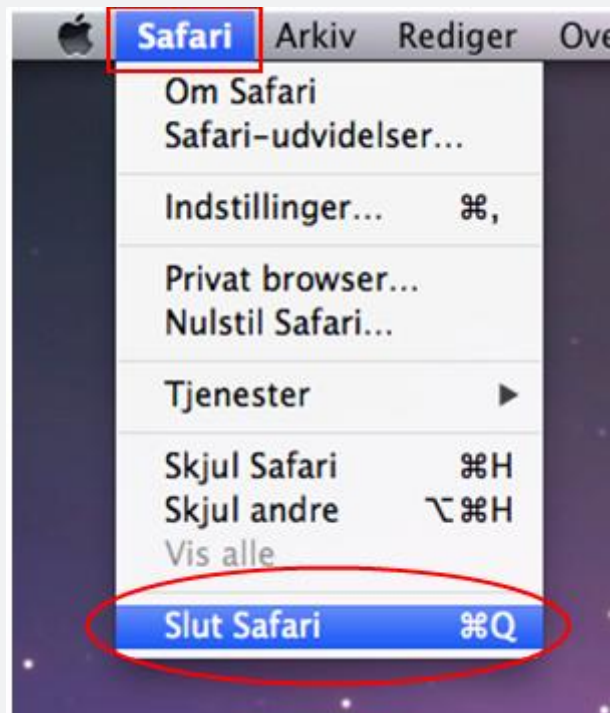 Safari Arkiv Rediger Ove
Om Safari
Safari-udvidelser...
Indstillinger... ⌘,
Privat browser...
Nulstil Safari...
Tjenester ▶
Skjul Safari ⌘H
Skjul andre ⌥⌘H
Vis alle
Slut Safari ⌘Q